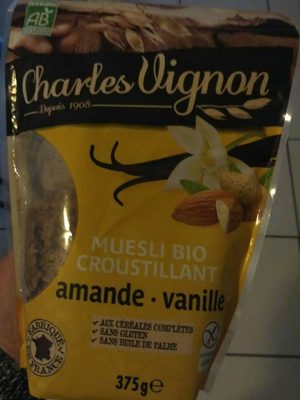 AB
Charles Vignon
Depuis 1908
MUESLI BIO
CROUSTILLANT
amande • vanille
AUX CÉRÉALES COMPLÈTES
SANS GLUTEN
SANS HUILE DE PALME
FABRIQUÉ
EN FRANCE
375g e